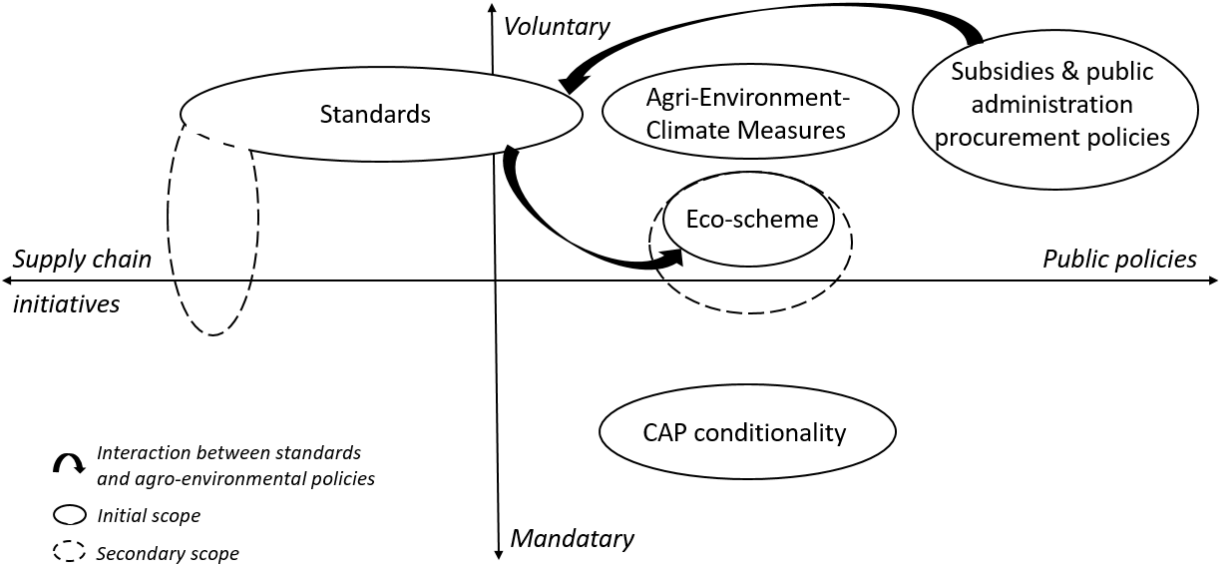 Voluntary
Standards
Agri-Environment-
Climate Measures
Subsidies & public
administration
procurement policies
Eco-scheme
Supply chain
initiatives
Public policies
CAP conditionality
Mandatary
Interaction between standards
and agro-environmental policies
Initial scope
Secondary scope